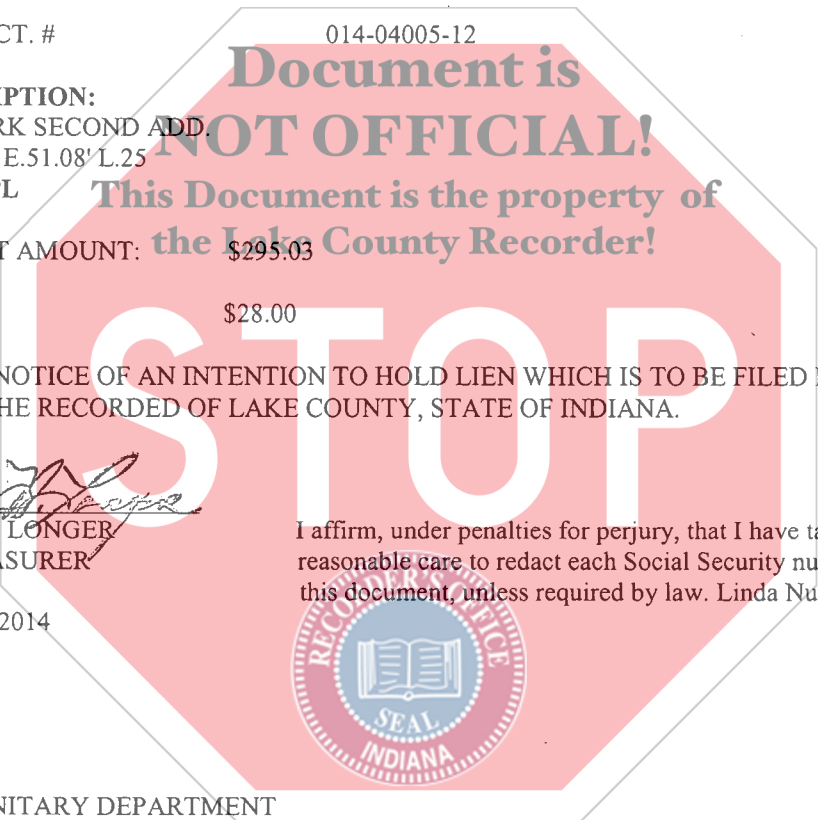 CT. # 014-04005-12
Document is
IPTION:
RK SECOND ADD.
NOT OFFICIAL!
E.51.08' L.25
L
This Document is the property of
T AMOUNT: $295.03
the Lake County Recorder!
$28.00
STOP
NOTICE OF AN INTENTION TO HOLD LIEN WHICH IS TO BE FILED
HE RECORDED OF LAKE COUNTY, STATE OF INDIANA.
LONGER
ASURER
I affirm, under penalties for perjury, that I have ta
reasonable care to redact each Social Security nu
this document, unless required by law. Linda Nu
2014
RECORDER'S OFFICE
SEAL
INDIANA
NITARY DEPARTMENT